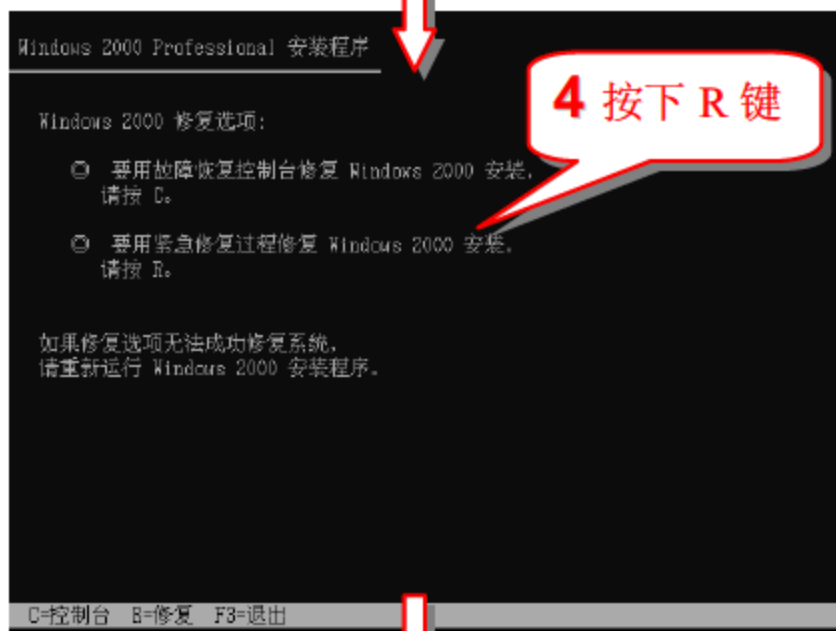 Windows 2000 Professional 安装程序
4 按下 R 键
Windows 2000 修复选项:
◎ 要用故障恢复控制台修复 Windows 2000 安装,
请按 C。
◎ 要用紧急修复过程修复 Windows 2000 安装,
请按 R。
如果修复选项无法成功修复系统,
请重新运行 Windows 2000 安装程序。
C=控制台 R=修复 F3=退出